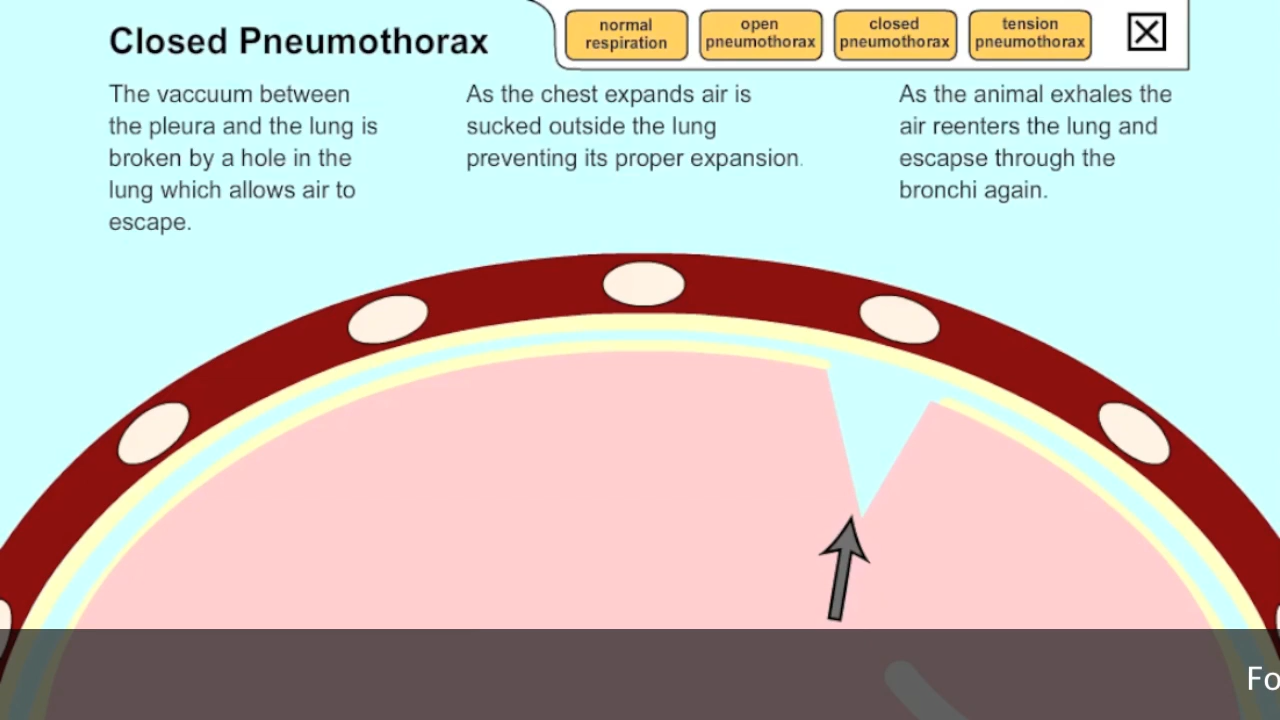 Closed Pneumothorax
normal
respiration
open
pneumothorax
closed
pneumothorax
tension
pneumothorax
The vaccuum between
the pleura and the lung is
broken by a hole in the
lung which allows air to
escape.
As the chest expands air is
sucked outside the lung
preventing its proper expansion.
As the animal exhales the
air reenters the lung and
escapse through the
bronchi again.
Fo